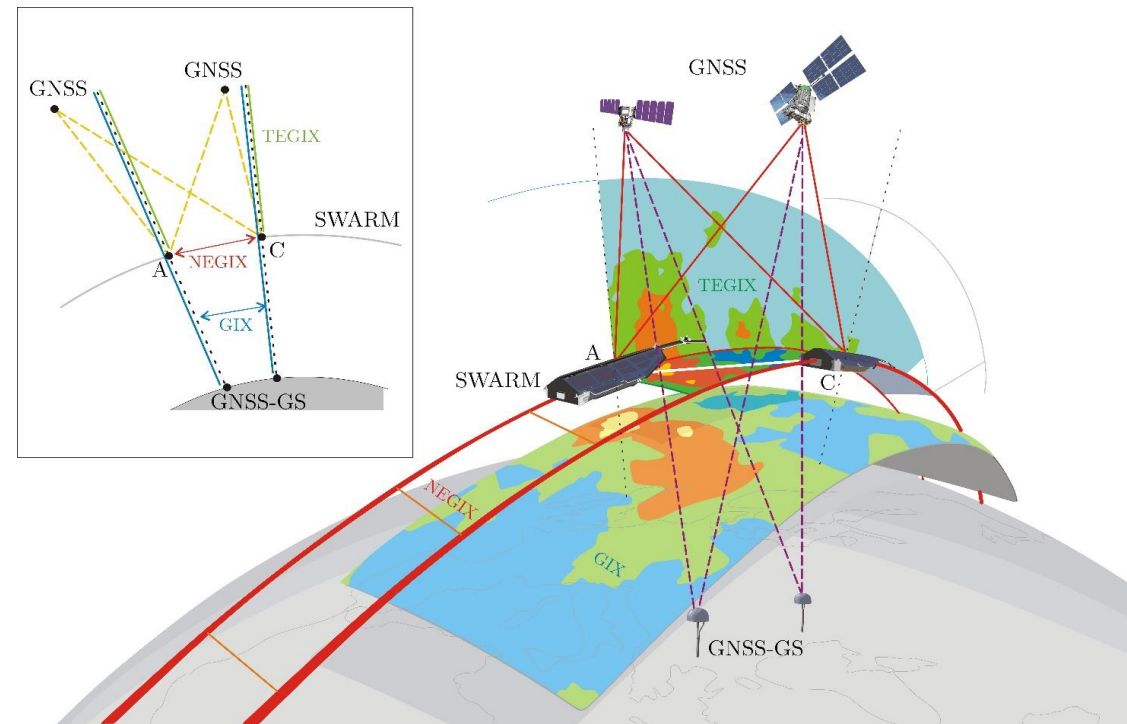 GNSS
GNSS
TEGIX
SWARM
A
NEGIX
C
GIX
GNSS-GS
GNSS
TEGIX
A
SWARM
C
NEGIX
GIX
GNSS-GS